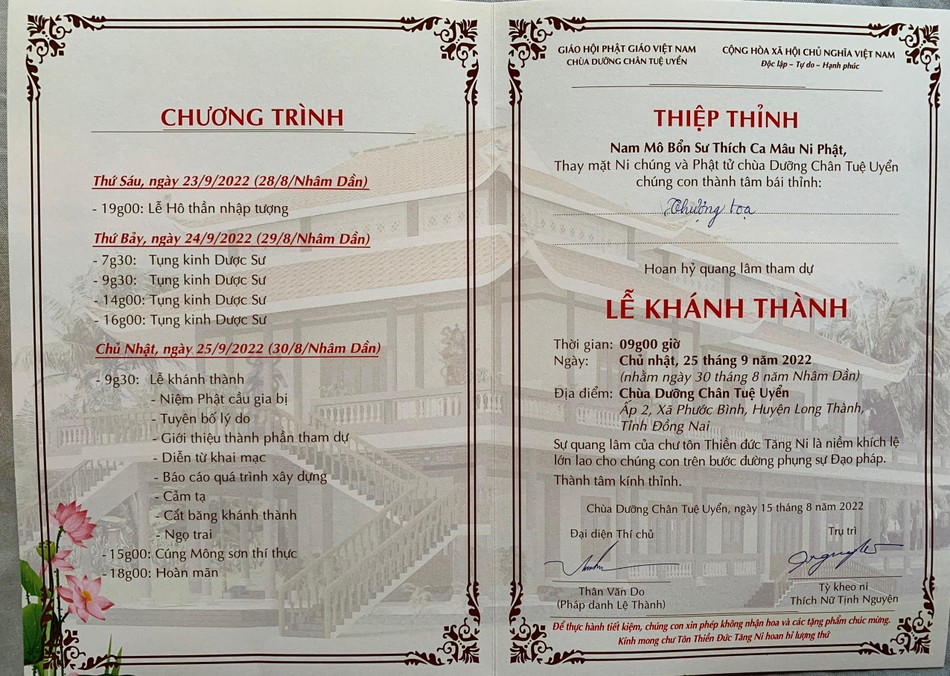 CHƯƠNG TRÌNH
Thứ Sáu, ngày 23/9/2022 (28/8/Nhâm Dần)
- 19g00: Lễ Hô thần nhập tượng
Thứ Bảy, ngày 24/9/2022 (29/8/Nhâm Dần)
- 7g30: Tụng kinh Dược Sư
- 9g30: Tụng kinh Dược Sư
- 14g00: Tụng kinh Dược Sư
- 16g00: Tụng kinh Dược Sư
Chủ Nhật, ngày 25/9/2022 (30/8/Nhâm Dần)
- 9g30: Lễ khánh thành
- Niệm Phật cầu gia bị
- Tuyên bố lý do
- Giới thiệu thành phần tham dự
- Diễn từ khai mạc
- Báo cáo quá trình xây dựng
- Cảm tạ
- Cắt băng khánh thành
- Ngọ trai
- 15g00: Cúng Mông sơn thí thực
- 18g00: Hoàn mãn
GIÁO HỘI PHẬT GIÁO VIỆT NAM
CHÙA DƯỠNG CHÂN TUỆ UYỂN
CỘNG HÒA XÃ HỘI CHỦ NGHĨA VIỆT NAM
Độc lập – Tự do – Hạnh phúc
THIỆP THỈNH
Nam Mô Bổn Sư Thích Ca Mâu Ni Phật,
Thay mặt Ni chúng và Phật tử chùa Dưỡng Chân Tuệ Uyển
chúng con thành tâm bái thỉnh:
Thượng tọa
Hoan hỷ quang lâm tham dự
LỄ KHÁNH THÀNH
Thời gian: 09g00 giờ
Ngày: Chủ nhật, 25 tháng 9 năm 2022
(nhằm ngày 30 tháng 8 năm Nhâm Dần)
Địa điểm: Chùa Dưỡng Chân Tuệ Uyển
Ấp 2, Xã Phước Bình, Huyện Long Thành,
Tỉnh Đồng Nai
Sự quang lâm của chư tôn Thiền đức Tăng Ni là niềm khích lệ
lớn lao cho chúng con trên bước đường phụng sự Đạo pháp.
Thành tâm kính thỉnh.
Chùa Dưỡng Chân Tuệ Uyển, ngày 15 tháng 8 năm 2022
Đại diện Thí chủ
Trụ trì
Thân Văn Do
(Pháp danh Lệ Thành)
Tỳ kheo ni
Thích Nữ Tịnh Nguyện
Để thực hành tiết kiệm, chúng con xin phép không nhận hoa và các tặng phẩm chúc mừng.
Kính mong chư Tôn Thiền Đức Tăng Ni hoan hỉ lượng thứ